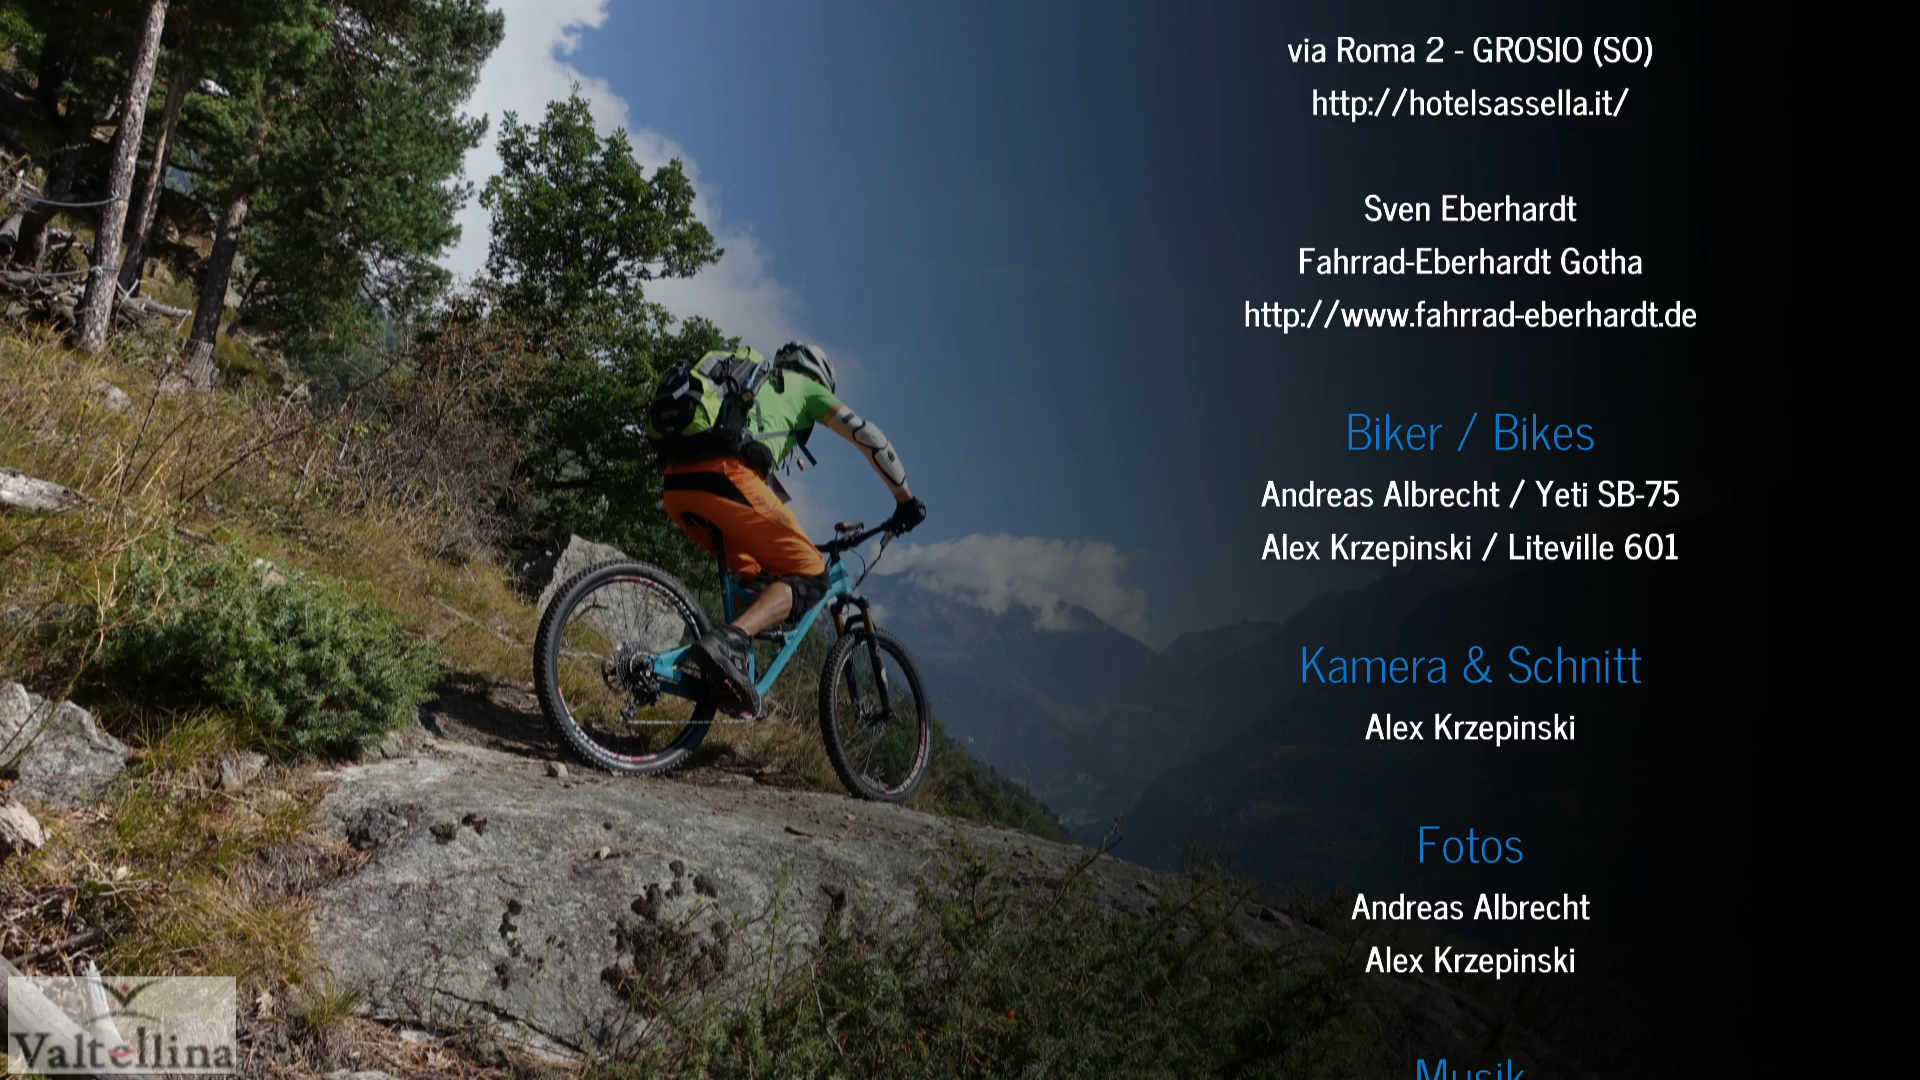 via Roma 2 - GROSIO (SO)
http://hotelsassella.it/
Sven Eberhardt
Fahrrad-Eberhardt Gotha
http://www.fahrrad-eberhardt.de
Biker / Bikes
Andreas Albrecht / Yeti SB-75
Alex Krzepinski / Liteville 601
Kamera & Schnitt
Alex Krzepinski
Fotos
Andreas Albrecht
Alex Krzepinski
Musik
Valtellina